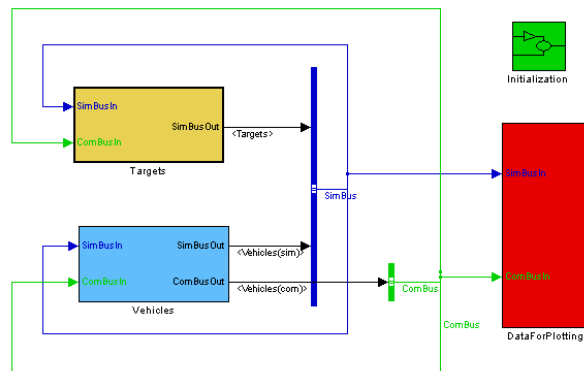 Initialization
SimBusIn
ComBusIn
SimBusOut
<Targets>
Targets
SimBusIn
SimBus
SimBusIn
ComBusIn
SimBusOut
ComBusOut
<Vehicles(sim)>
<Vehicles(com)>
Vehicles
ComBusIn
ComBus
ComBus
DataForPlotting